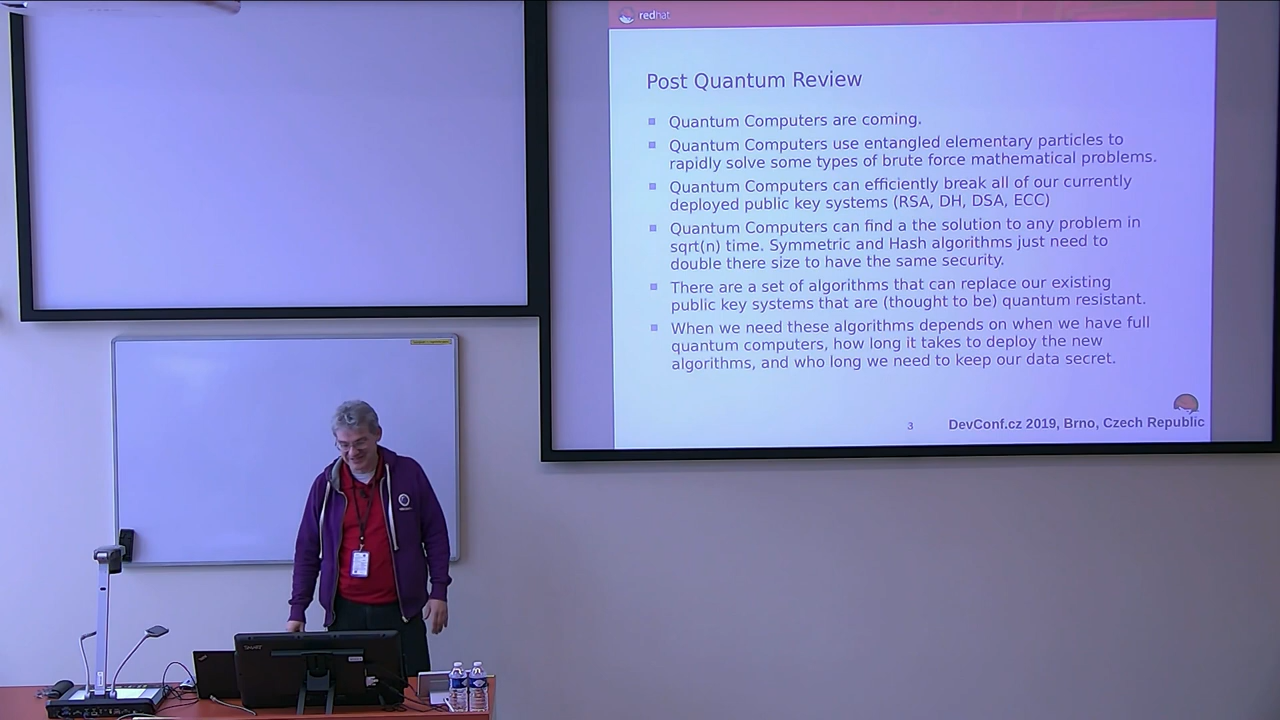 redhat
Post Quantum Review
Quantum Computers are coming.
Quantum Computers use entangled elementary particles to
rapidly solve some types of brute force mathematical problems.
Quantum Computers can efficiently break all of our currently
deployed public key systems (RSA, DH, DSA, ECC)
Quantum Computers can find a the solution to any problem in
sqrt(n) time. Symmetric and Hash algorithms just need to
double there size to have the same security.
There are a set of algorithms that can replace our existing
public key systems that are (thought to be) quantum resistant.
When we need these algorithms depends on when we have full
quantum computers, how long it takes to deploy the new
algorithms, and who long we need to keep our data secret.
3
DevConf.cz 2019, Brno, Czech Republic